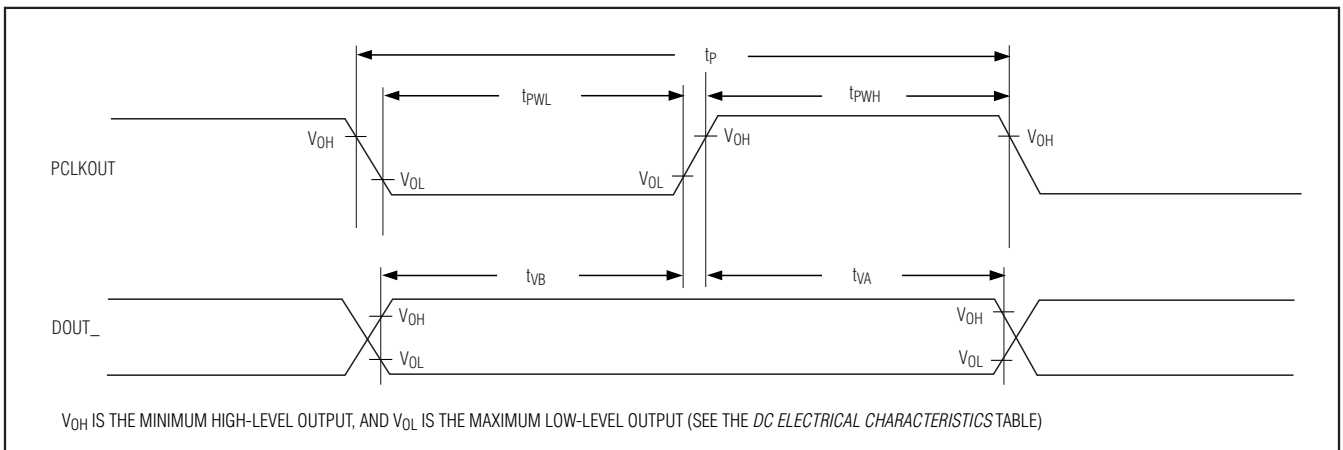 tP
tPWL
tPWH
VOH
VOH
VOH
PCLKOUT
VOL
VOL
tVB
tVA
DOUT_
VOH
VOH
VOL
VOL
VOH IS THE MINIMUM HIGH-LEVEL OUTPUT, AND VOL IS THE MAXIMUM LOW-LEVEL OUTPUT (SEE THE DC ELECTRICAL CHARACTERISTICS TABLE)